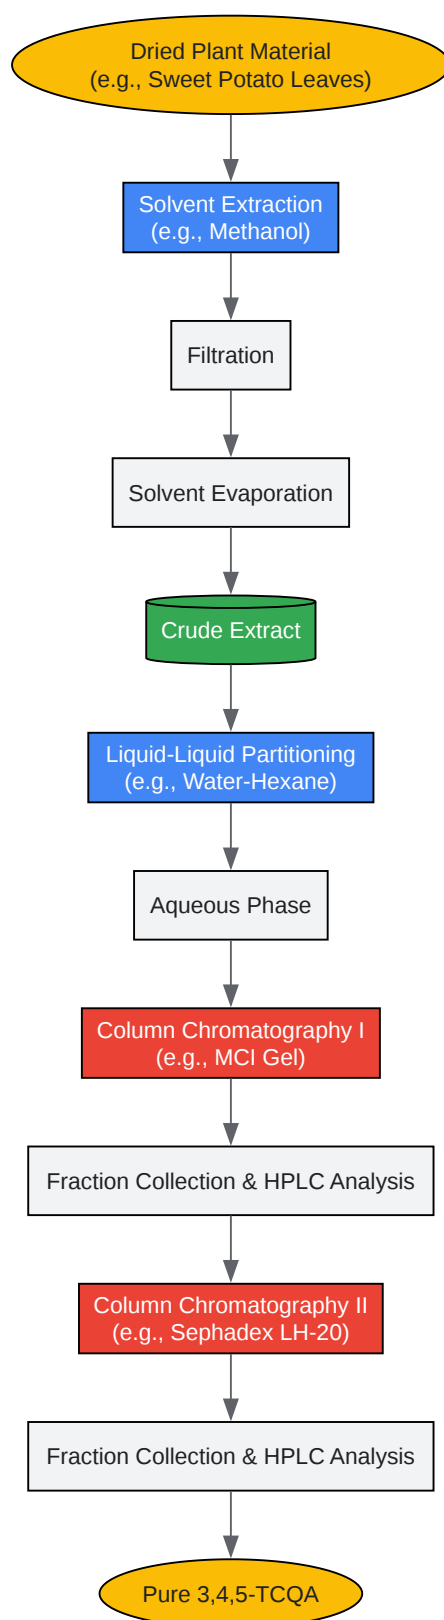 Dried Plant Material
(e.g., Sweet Potato Leaves)
Solvent Extraction
(e.g., Methanol)
Filtration
Solvent Evaporation
Crude Extract
Liquid-Liquid Partitioning
(e.g., Water-Hexane)
Aqueous Phase
Column Chromatography I
(e.g., MCI Gel)
Fraction Collection & HPLC Analysis
Column Chromatography II
(e.g., Sephadex LH-20)
Fraction Collection & HPLC Analysis
Pure 3,4,5-TCQA